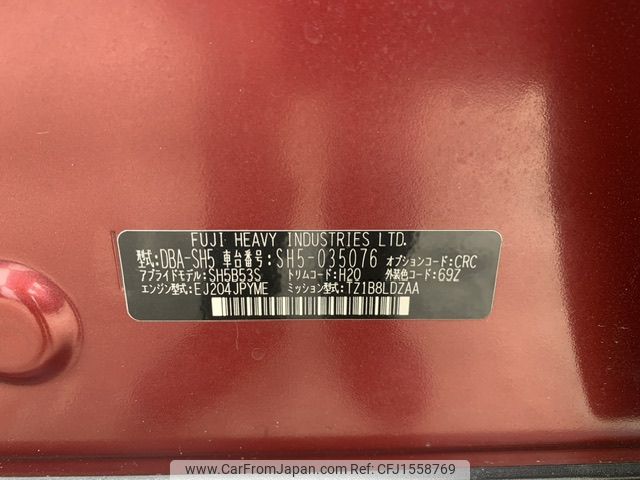 FUJI HEAVY INDUSTRIES LTD.
型式:DBA-SH5 車台番号:SH5-035076 オプションコード:CRC
アプライドモデル:SH5B53S トリムコード:H20 外装色コード:69Z
エンジン型式:EJ204JPYME ミッション型式:TZ1B8LDZAA
www.CAR-TOKYO.com - CFJ1558769